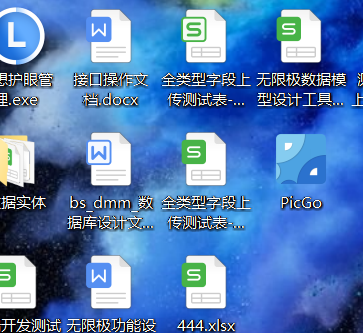 L
想护眼管
理.exe
接口操作文
档.docx
全类型字段上
传测试表-...
无限极数据模
型设计工具...
测
上
数据实体
bs_dmm_数
据库设计文...
全类型字段上
传测试表-...
PicGo
开发测试
无限极功能设
444.xlsx